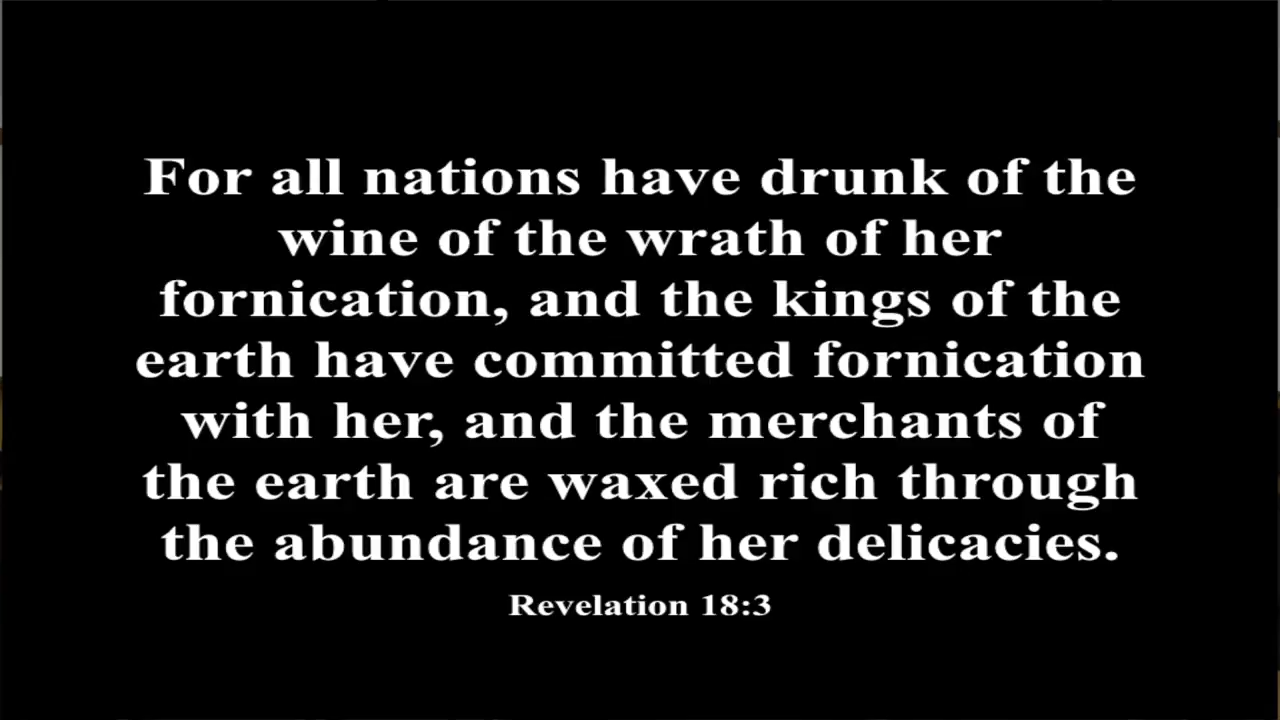 For all nations have drunk of the
wine of the wrath of her
fornication, and the kings of the
earth have committed fornication
with her, and the merchants of
the earth are waxed rich through
the abundance of her delicacies.
Revelation 18:3